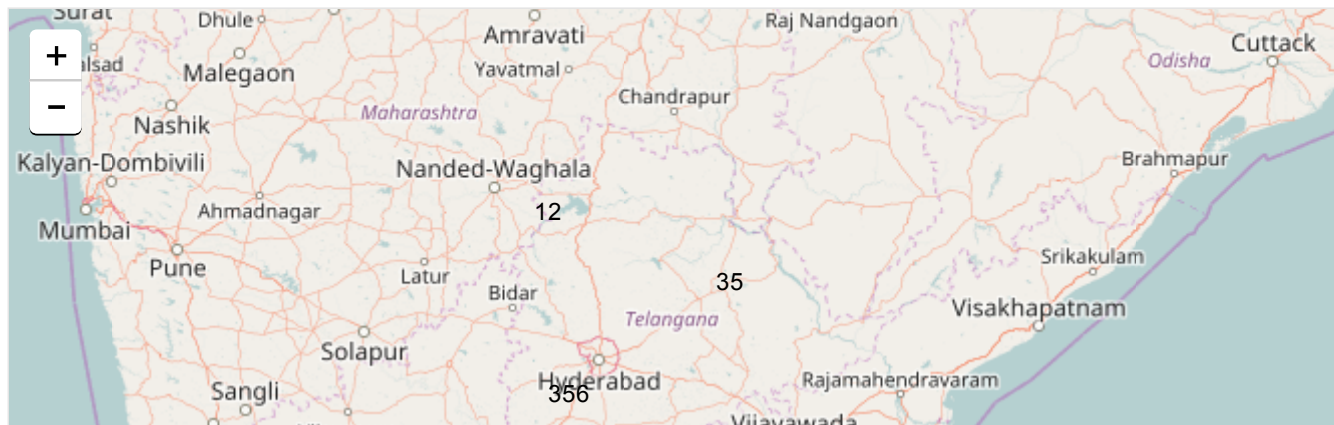 Surat
Dhule
Raj Nandgaon
Amravati
Cuttack
+
alsad
Malegaon
Yavatmal
Odisha
−
Chandrapur
Maharashtra
Nashik
Kalyan-Dombivili
Nanded-Waghala
Brahmapur
Ahmadnagar
12
Mumbai
Pune
Latur
Srikakulam
35
Bidar
Visakhapatnam
Telangana
Solapur
Hyderabad
Rajamahendravaram
Sangli
356
Vijayawada